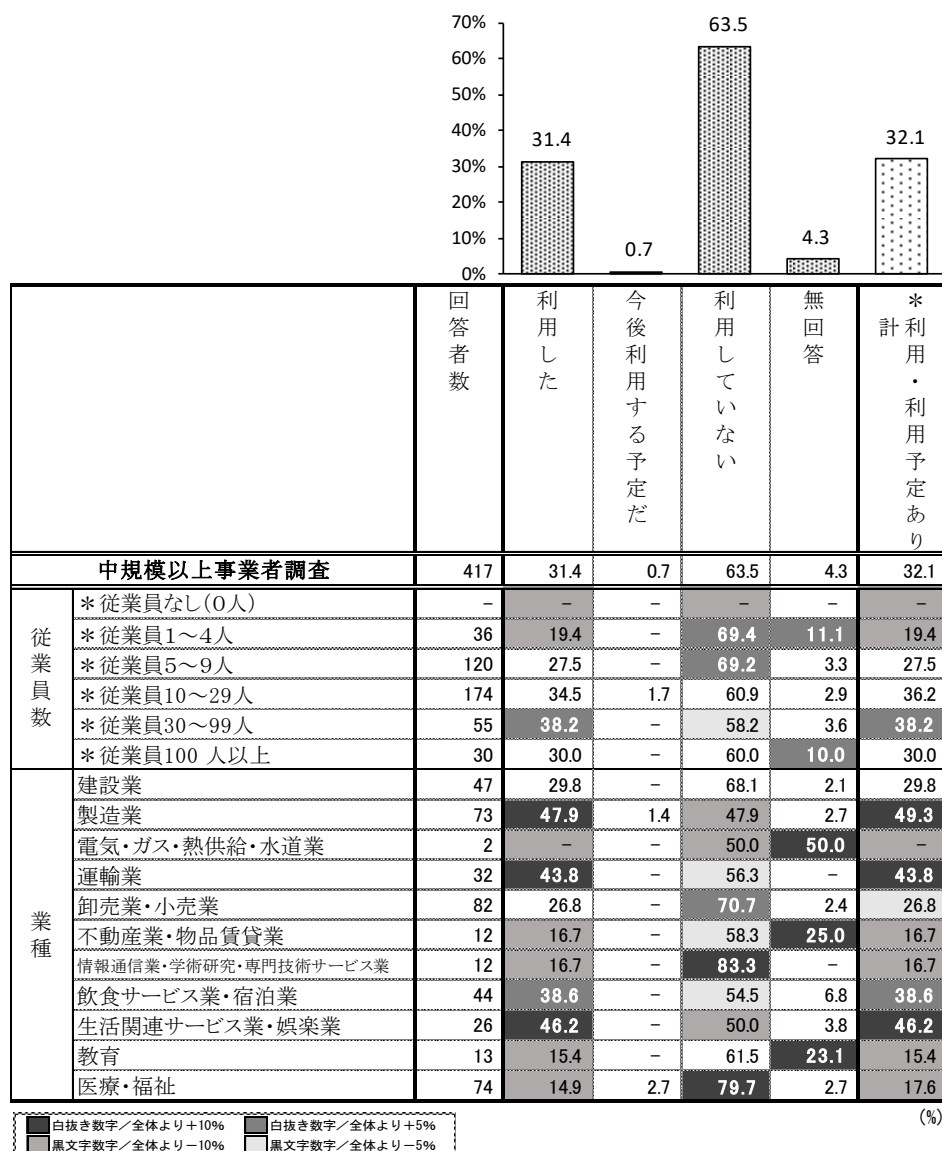 70%
60%
50%
40%
30%
20%
10%
0%
31.4
0.7
63.5
4.3
32.1
回答者数
利用した
今後利用する予定だ
利用していない
無回答
＊利用・利用予定あり計
中規模以上事業者調査 417 31.4 0.7 63.5 4.3 32.1
従業員数
＊従業員なし（0人） － － － － － －
＊従業員1～4人 36 19.4 － 69.4 11.1 19.4
＊従業員5～9人 120 27.5 － 69.2 3.3 27.5
＊従業員10～29人 174 34.5 1.7 60.9 2.9 36.2
＊従業員30～99人 55 38.2 － 58.2 3.6 38.2
＊従業員100 人以上 30 30.0 － 60.0 10.0 30.0
業種
建設業 47 29.8 － 68.1 2.1 29.8
製造業 73 47.9 1.4 47.9 2.7 49.3
電気・ガス・熱供給・水道業 2 － － 50.0 50.0 －
運輸業 32 43.8 － 56.3 － 43.8
卸売業・小売業 82 26.8 － 70.7 2.4 26.8
不動産業・物品賃貸業 12 16.7 － 58.3 25.0 16.7
情報通信業・学術研究・専門技術サービス業 12 16.7 － 83.3 － 16.7
飲食サービス業・宿泊業 44 38.6 － 54.5 6.8 38.6
生活関連サービス業・娯楽業 26 46.2 － 50.0 3.8 46.2
教育 13 15.4 － 61.5 23.1 15.4
医療・福祉 74 14.9 2.7 79.7 2.7 17.6
(%)
白抜き数字／全体より＋10% 白抜き数字／全体より＋5%
黒文字数字／全体より－10% 黒文字数字／全体より－5%